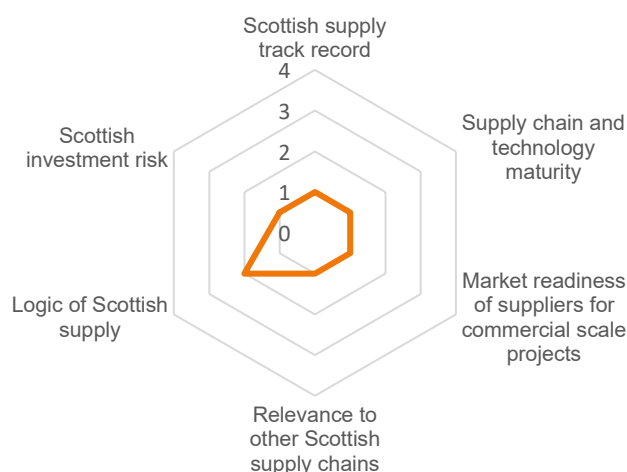 Scottish supply
track record
4
3
2
1
0
Supply chain and
technology
maturity
Market readiness
of suppliers for
commercial scale
projects
Relevance to
other Scottish
supply chains
Logic of Scottish
supply
Scottish
investment risk